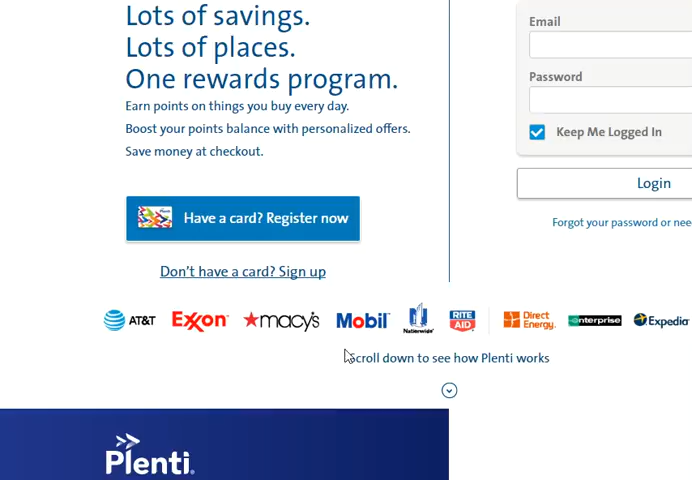 Lots of savings.
Lots of places.
One rewards program.
Earn points on things you buy every day.
Boost your points balance with personalized offers.
Save money at checkout.
Have a card? Register now
Don't have a card? Sign up
Email
Password
Keep Me Logged In
Login
Forgot your password or nee
AT&T Exxon macy's Mobil Nationwide RITE AID Direct Energy enterprise Expedia
Scroll down to see how Plenti works
Plenti